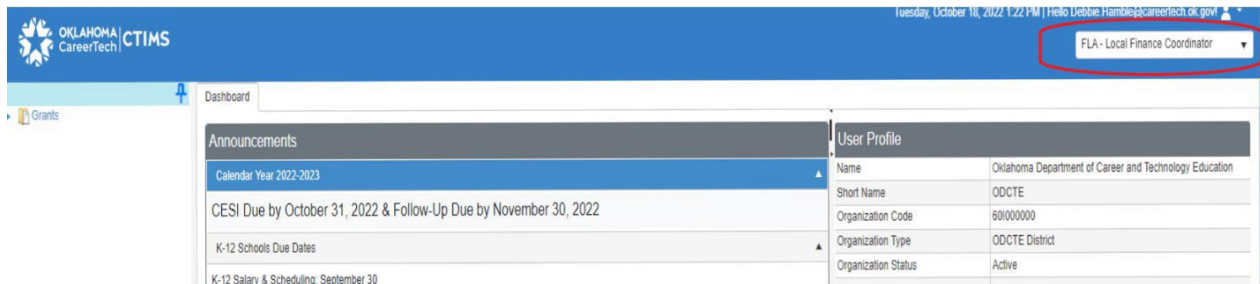 Tuesday, October 18, 2022 1:22 PM | Hello Debbie.Hamble@careertech.ok.gov!
OKLAHOMA
CareerTech
CTIMS
FLA - Local Finance Coordinator
Grants
Dashboard
Announcements
Calendar Year 2022-2023
CESI Due by October 31, 2022 & Follow-Up Due by November 30, 2022
K-12 Schools Due Dates
K-12 Salary & Scheduling: September 30
User Profile
Name Oklahoma Department of Career and Technology Education
Short Name ODCTE
Organization Code 60I000000
Organization Type ODCTE District
Organization Status Active